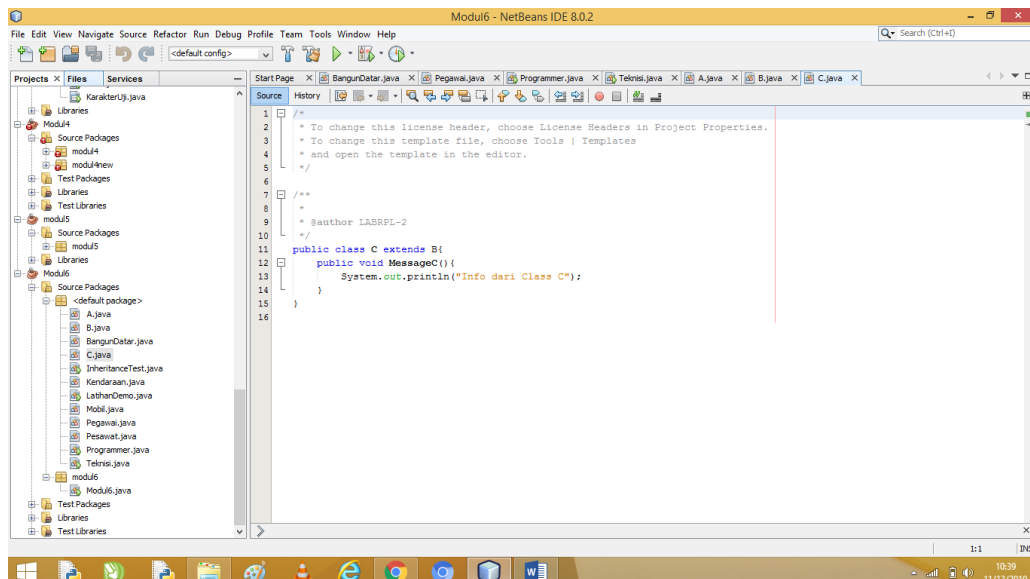 Modul6 - NetBeans IDE 8.0.2
File Edit View Navigate Source Refactor Run Debug Profile Team Tools Window Help
Search (Ctrl+I)
<default config>
Projects Files Services
Start Page BangunDatar.java Pegawai.java Programmer.java Teknisi.java A.java B.java C.java
Source History
KarakterUji.java
Libraries
Modul4
Source Packages
modul4
modul4new
Test Packages
Libraries
Test Libraries
modul5
Source Packages
modul5
Libraries
Modul6
Source Packages
<default package>
A.java
B.java
BangunDatar.java
C.java
InheritanceTest.java
Kendaraan.java
LatihanDemo.java
Mobil.java
Pegawai.java
Pesawat.java
Programmer.java
Teknisi.java
modul6
Modul6.java
Test Packages
Libraries
Test Libraries
1 /*
2 * To change this license header, choose License Headers in Project Properties.
3 * To change this template file, choose Tools | Templates
4 * and open the template in the editor.
5 */
6
7 /**
8 *
9 * @author LABRPL-2
10 */
11 public class C extends B{
12 public void MessageC(){
13 System.out.println("Info dari Class C");
14 }
15 }
16
1:1 INS
10:39